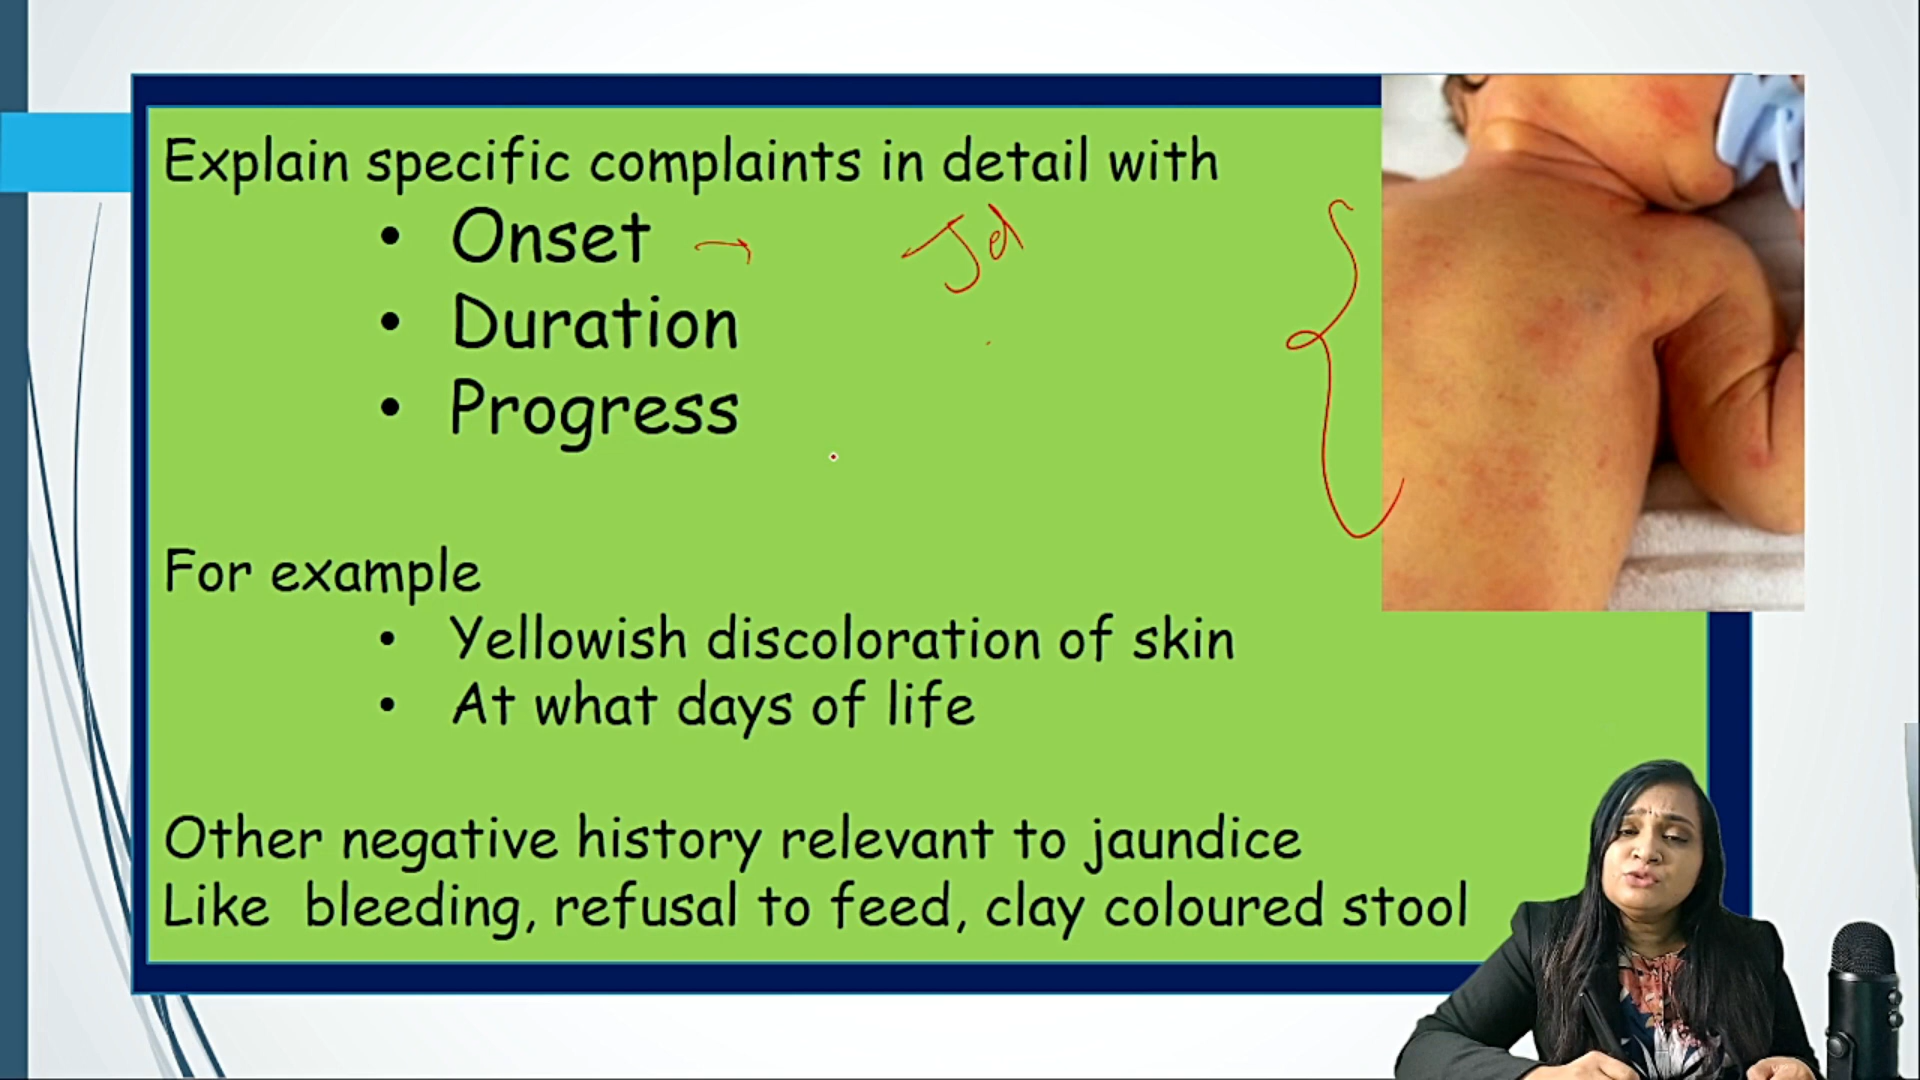 Explain specific complaints in detail with
• Onset
• Duration
• Progress
For example
• Yellowish discoloration of skin
• At what days of life
Other negative history relevant to jaundice
Like bleeding, refusal to feed, clay coloured stool